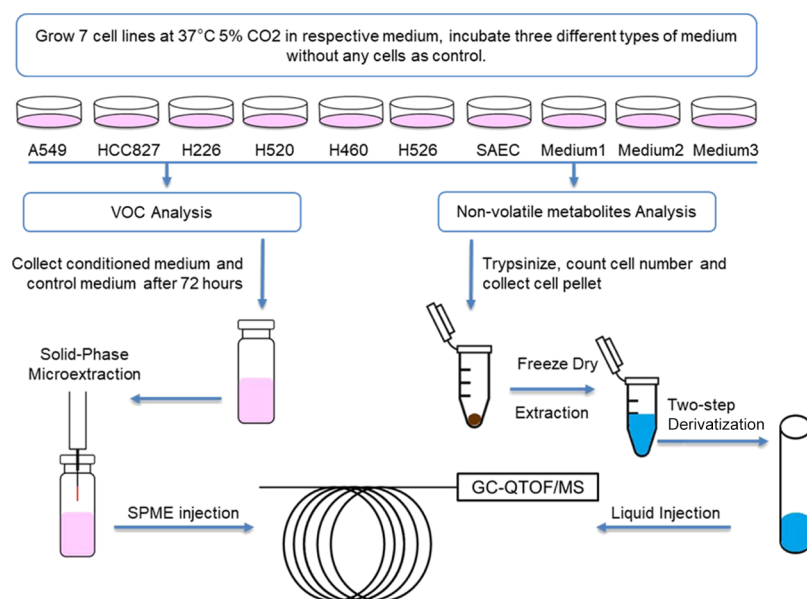 Grow 7 cell lines at 37°C 5% CO2 in respective medium, incubate three different types of medium
without any cells as control.
A549 HCC827 H226 H520 H460 H526 SAEC Medium1 Medium2 Medium3
VOC Analysis
Non-volatile metabolites Analysis
Collect conditioned medium and
control medium after 72 hours
Trypsinize, count cell number and
collect cell pellet
Solid-Phase
Microextraction
Freeze Dry
Extraction
Two-step
Derivatization
SPME injection
GC-QTOF/MS
Liquid Injection